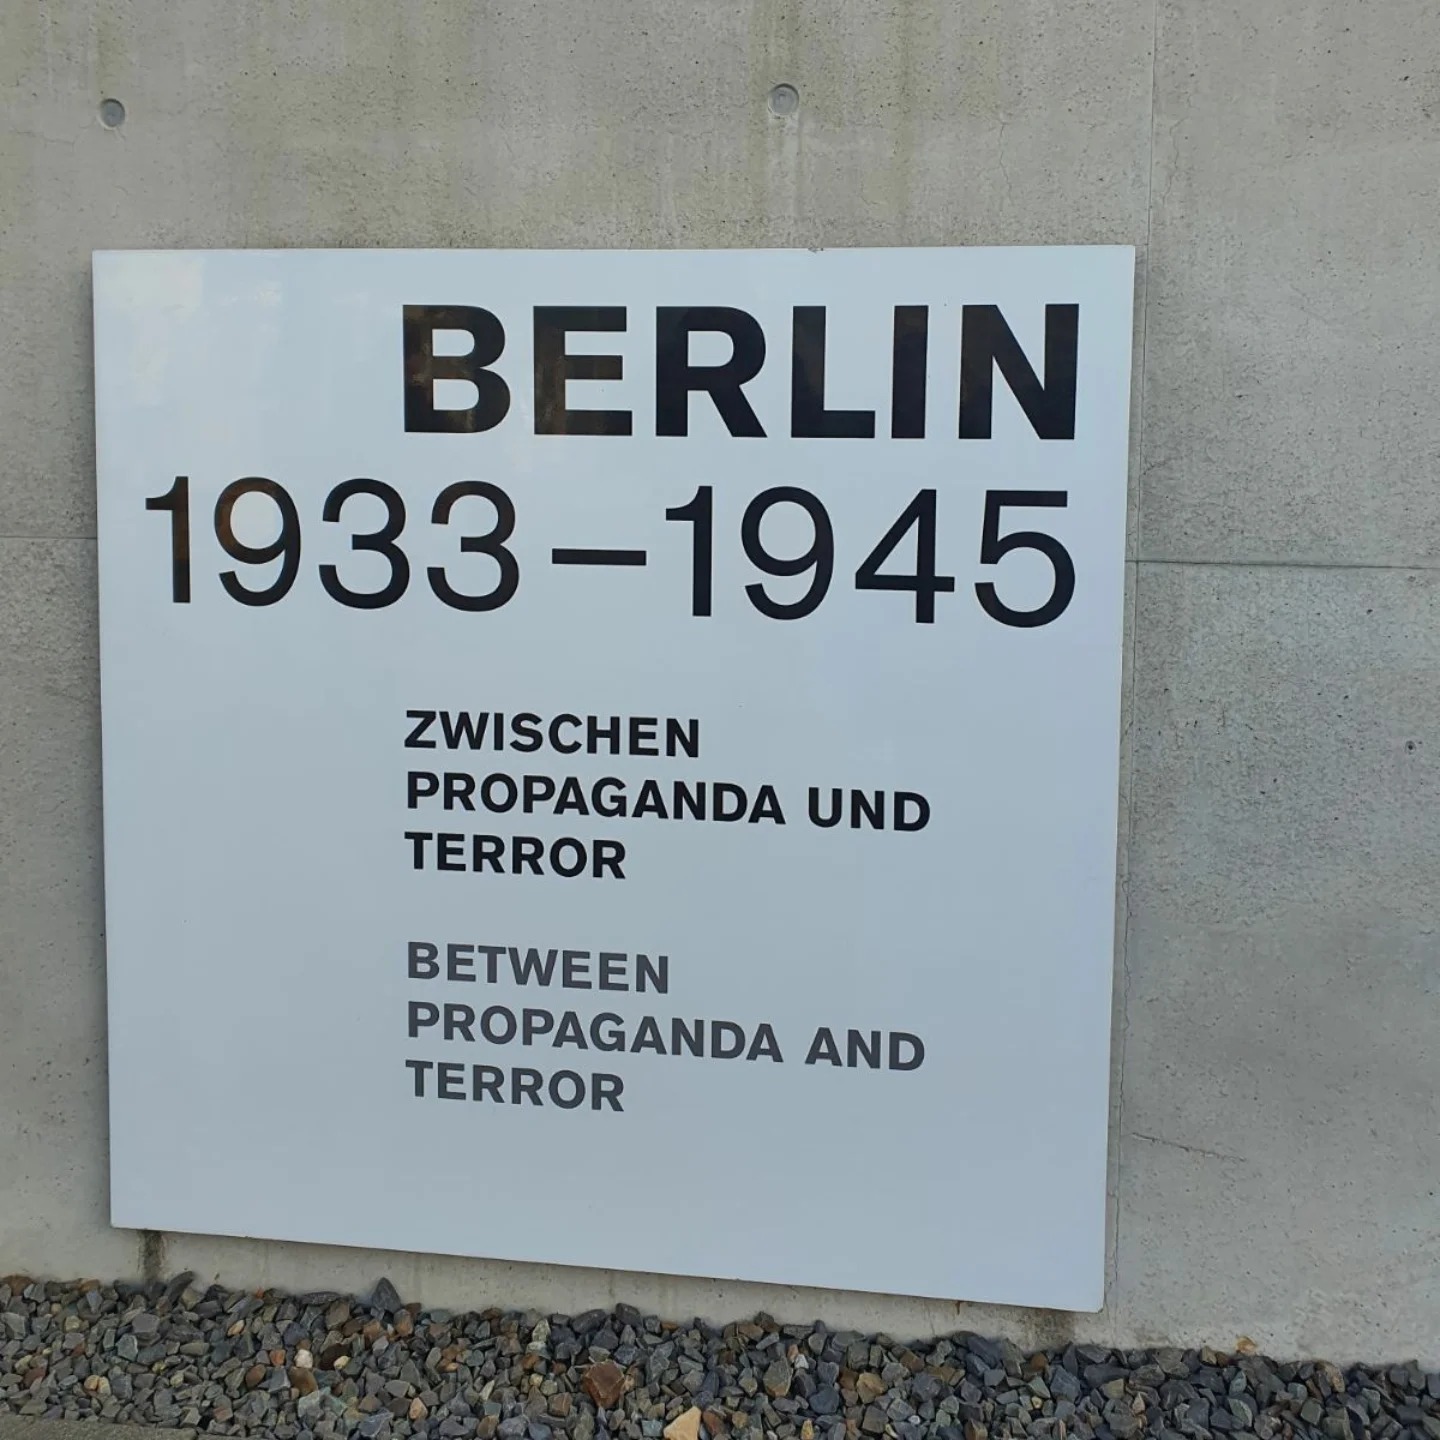 BERLIN
1933–1945
ZWISCHEN
PROPAGANDA UND
TERROR
BETWEEN
PROPAGANDA AND
TERROR